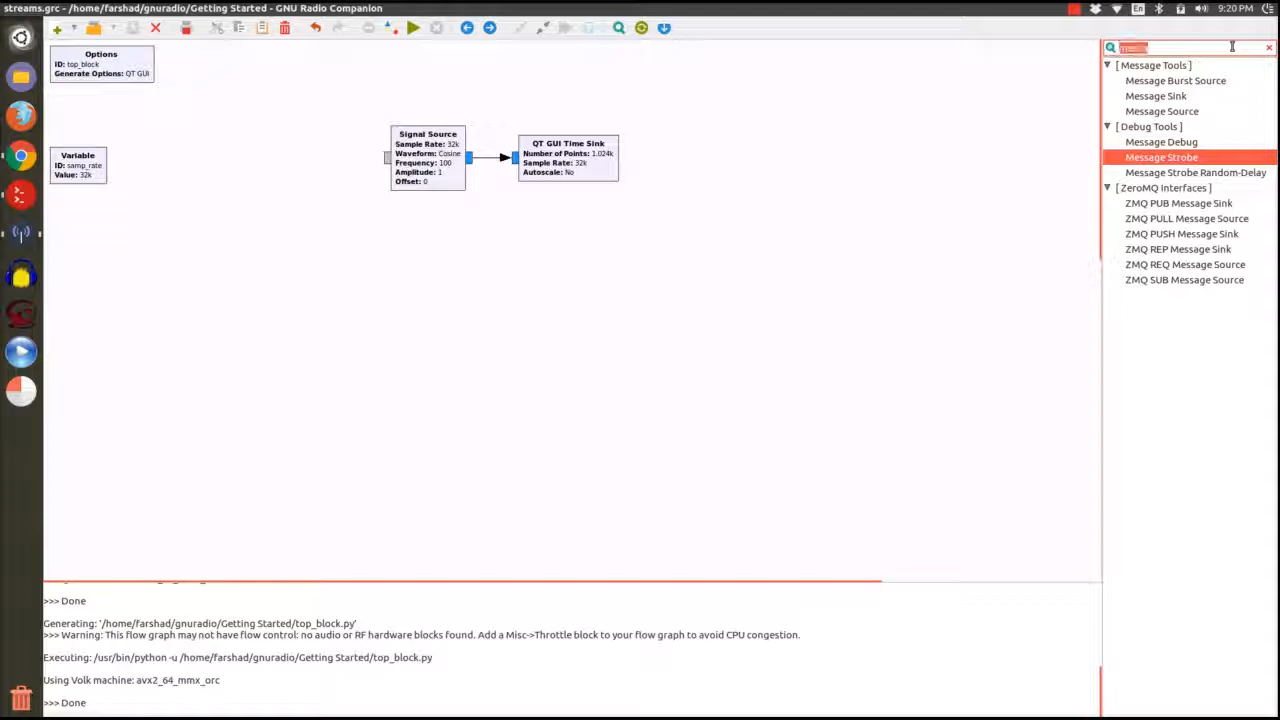 streams.grc - /home/farshad/gnuradio/Getting Started - GNU Radio Companion
En
9:20 PM
Options
ID: top_block
Generate Options: QT GUI
Variable
ID: samp_rate
Value: 32k
Signal Source
Sample Rate: 32k
Waveform: Cosine
Frequency: 100
Amplitude: 1
Offset: 0
QT GUI Time Sink
Number of Points: 1.024k
Sample Rate: 32k
Autoscale: No
[ Message Tools ]
Message Burst Source
Message Sink
Message Source
[ Debug Tools ]
Message Debug
Message Strobe
Message Strobe Random-Delay
[ ZeroMQ Interfaces ]
ZMQ PUB Message Sink
ZMQ PULL Message Source
ZMQ PUSH Message Sink
ZMQ REP Message Sink
ZMQ REQ Message Source
ZMQ SUB Message Source
>>> Done
Generating: '/home/farshad/gnuradio/Getting Started/top_block.py'
>>> Warning: This flow graph may not have flow control: no audio or RF hardware blocks found. Add a Misc->Throttle block to your flow graph to avoid CPU congestion.
Executing: /usr/bin/python -u /home/farshad/gnuradio/Getting Started/top_block.py
Using Volk machine: avx2_64_mmx_orc
>>> Done